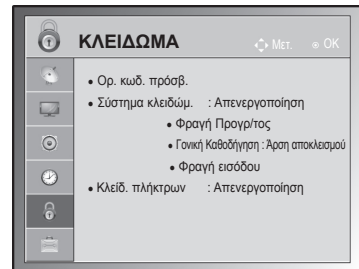 ΚΛΕΙΔΩΜΑ
Μετ. OK
• Ορ. κωδ. πρόσβ.
• Σύστημα κλειδώμ. : Απενεργοποίηση
• Φραγή Προγρ/τος
• Γονική Καθοδήγηση : Άρση αποκλεισμού
• Φραγή εισόδου
• Κλείδ. πλήκτρων : Απενεργοποίηση